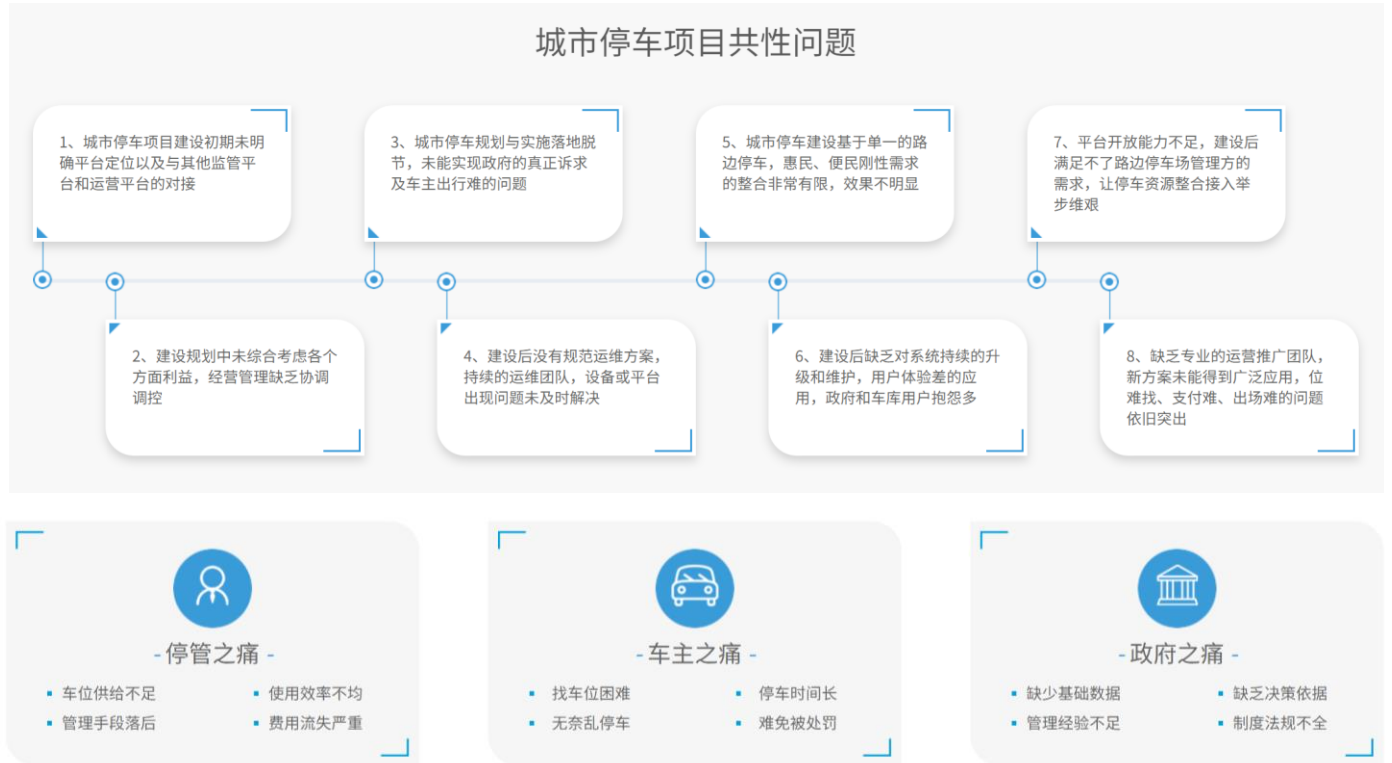 城市停车项目共性问题
1、城市停车项目建设初期未明
确平台定位以及与其他监管平
台和运营平台的对接
3、城市停车规划与实施落地脱
节，未能实现政府的真正诉求
及车主出行难的问题
5、城市停车建设基于单一的路
边停车，惠民、便民刚性需求
的整合非常有限，效果不明显
7、平台开放能力不足，建设后
满足不了路边停车场管理方的
需求，让停车资源整合接入举
步维艰
2、建设规划中未综合考虑各个
方面利益，经营管理缺乏协调
调控
4、建设后没有规范运维方案，
持续的运维团队，设备或平台
出现问题未及时解决
6、建设后缺乏对系统持续的升
级和维护，用户体验差的应
用，政府和车库用户抱怨多
8、缺乏专业的运营推广团队，
新方案未能得到广泛应用，位
难找、支付难、出场难的问题
依旧突出
- 停管之痛 -
▪ 车位供给不足 ▪ 使用效率不均
▪ 管理手段落后 ▪ 费用流失严重
- 车主之痛 -
▪ 找车位困难 ▪ 停车时间长
▪ 无奈乱停车 ▪ 难免被处罚
- 政府之痛 -
▪ 缺少基础数据 ▪ 缺乏决策依据
▪ 管理经验不足 ▪ 制度法规不全